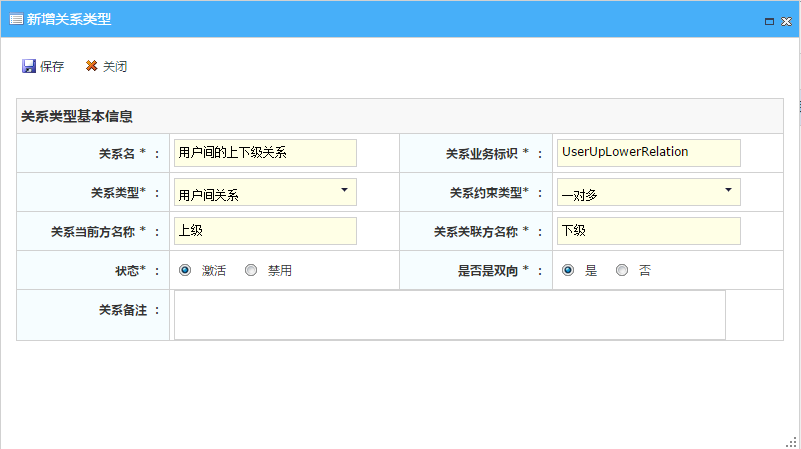 新增关系类型
保存 关闭
关系类型基本信息
关系名 * : 用户间的上下级关系 关系业务标识 * : UserUpLowerRelation
关系类型* : 用户间关系 关系约束类型* : 一对多
关系当前方名称 * : 上级 关系关联方名称 * : 下级
状态* : 激活 禁用 是否是双向 * : 是 否
关系备注 :